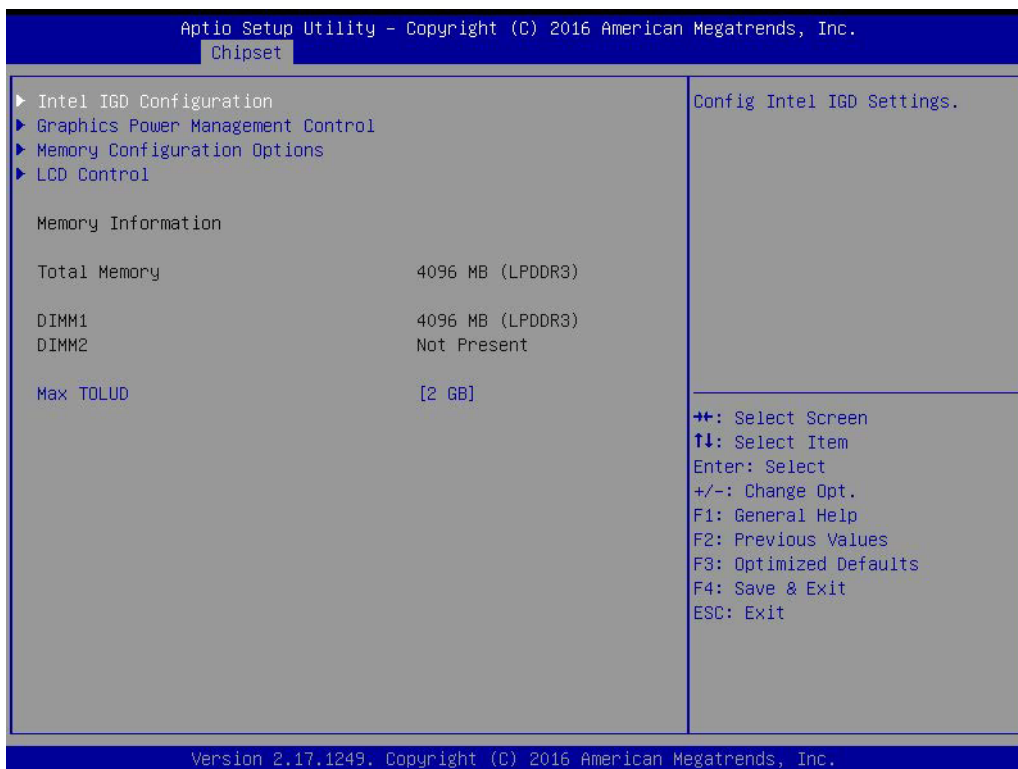 Aptio Setup Utility – Copyright (C) 2016 American Megatrends, Inc.
Chipset
Intel IGD Configuration
Graphics Power Management Control
Memory Configuration Options
LCD Control
Memory Information
Total Memory 4096 MB (LPDDR3)
DIMM1 4096 MB (LPDDR3)
DIMM2 Not Present
Max TOLUD [2 GB]
Config Intel IGD Settings.
→←: Select Screen
↑↓: Select Item
Enter: Select
+/-: Change Opt.
F1: General Help
F2: Previous Values
F3: Optimized Defaults
F4: Save & Exit
ESC: Exit
Version 2.17.1249. Copyright (C) 2016 American Megatrends, Inc.